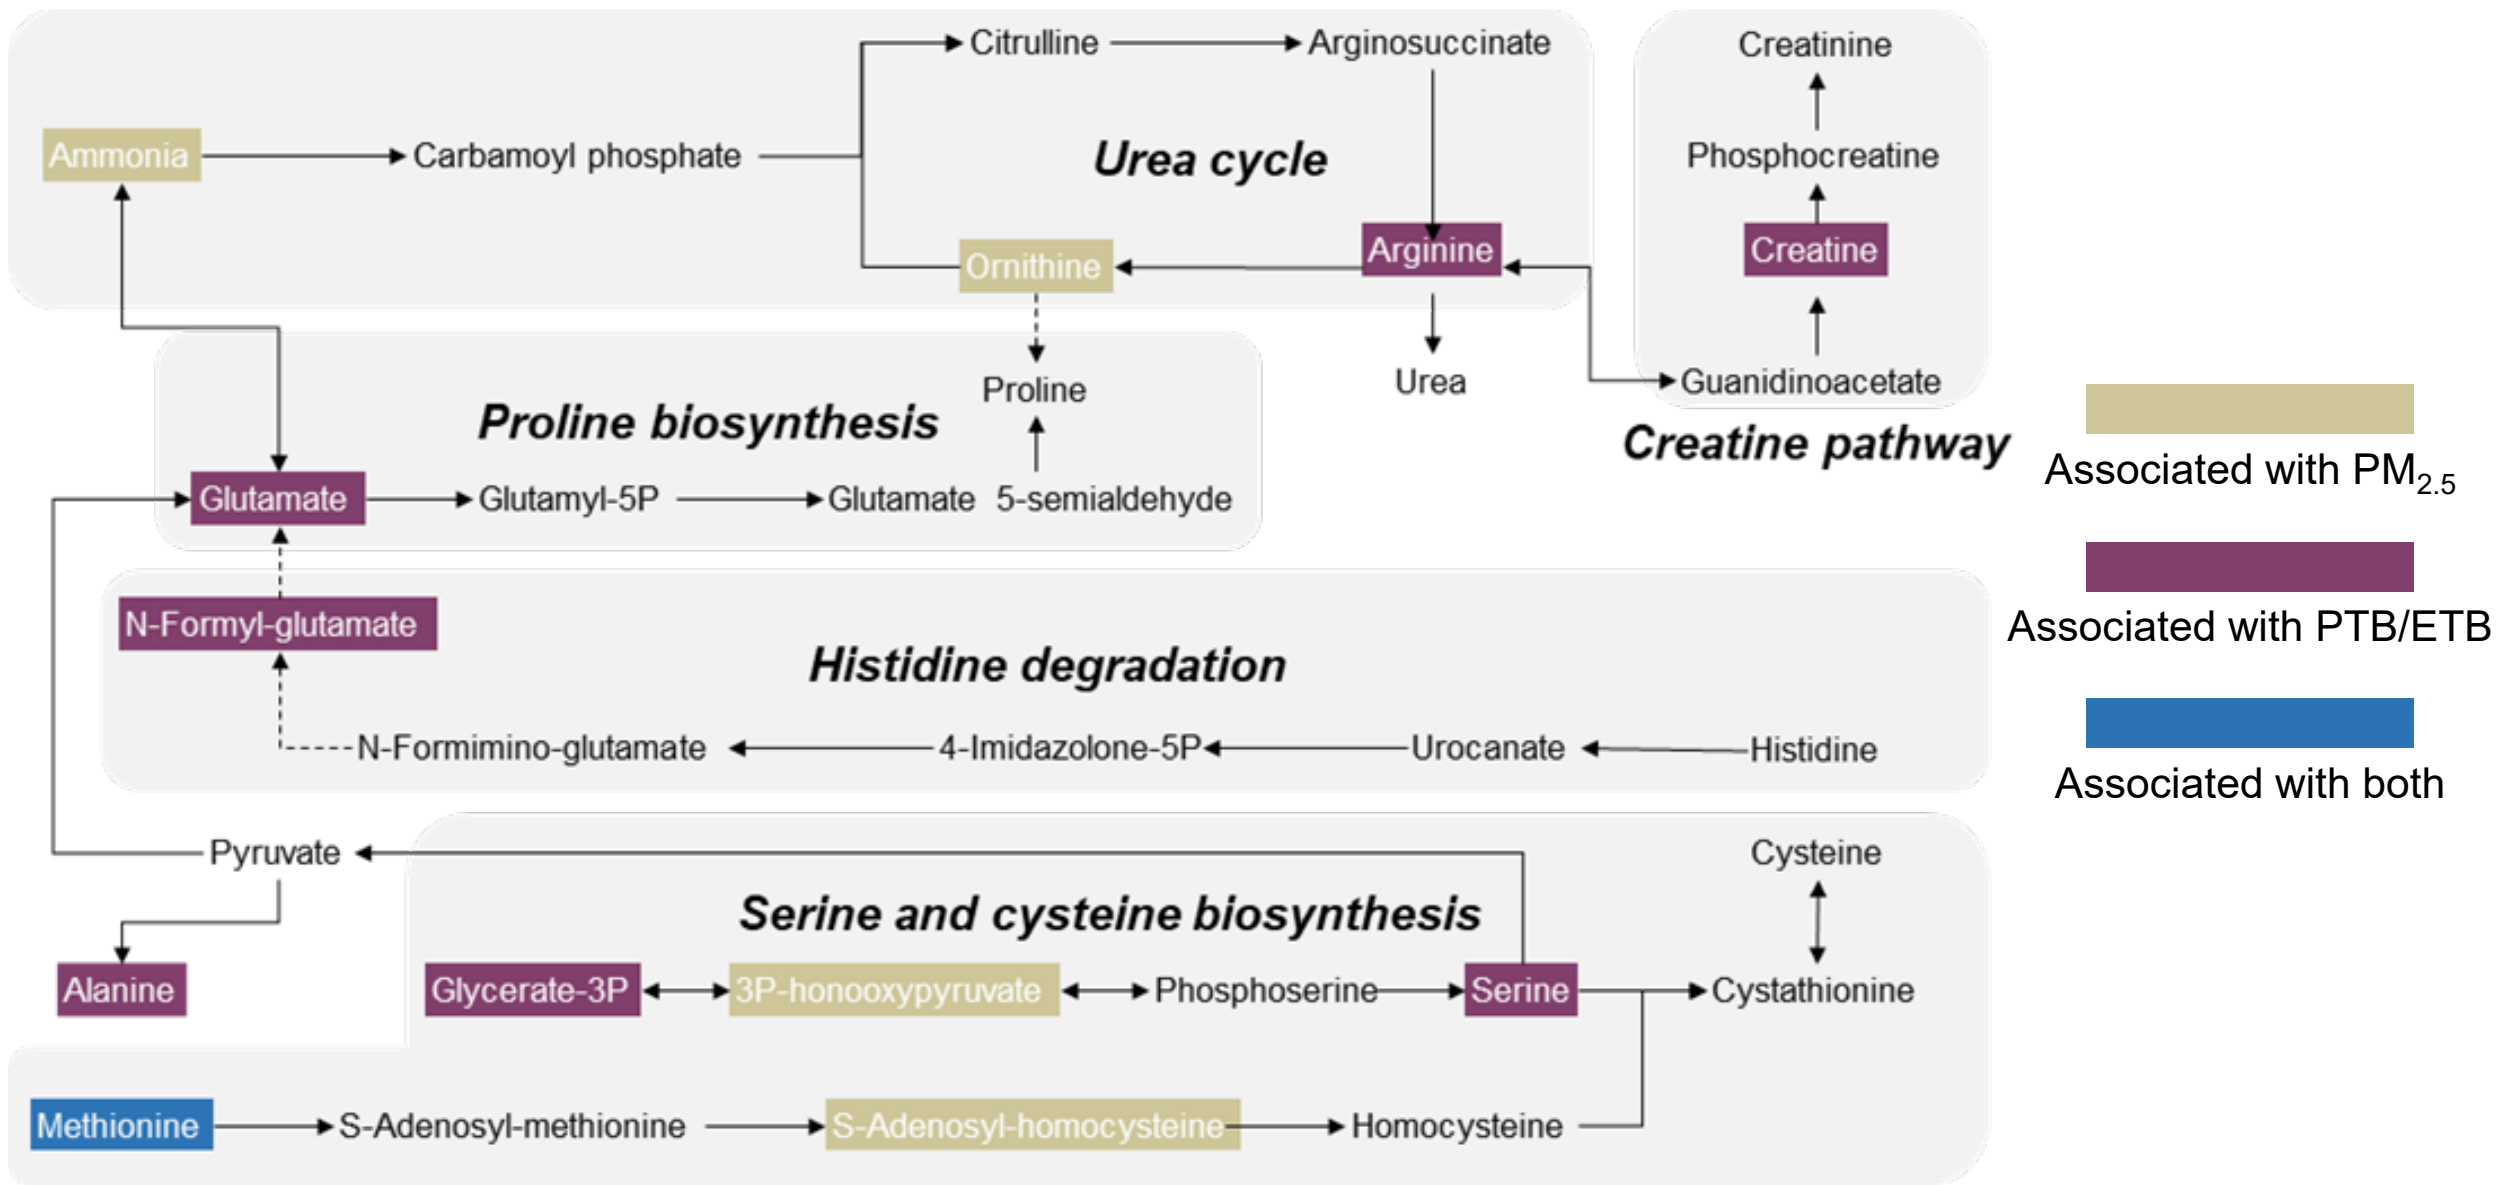 Citrulline
Arginosuccinate
Creatinine
Ammonia
Carbamoyl phosphate
Urea cycle
Phosphocreatine
Ornithine
Arginine
Creatine
Proline
Urea
Guanidinoacetate
Proline biosynthesis
Creatine pathway
Associated with PM2.5
Glutamate
Glutamyl-5P
Glutamate 5-semialdehyde
N-Formyl-glutamate
Associated with PTB/ETB
Histidine degradation
N-Formimino-glutamate
4-Imidazolone-5P
Urocanate
Histidine
Associated with both
Pyruvate
Cysteine
Serine and cysteine biosynthesis
Alanine
Glycerate-3P
3P-honooxypyruvate
Phosphoserine
Serine
Cystathionine
Methionine
S-Adenosyl-methionine
S-Adenosyl-homocysteine
Homocysteine